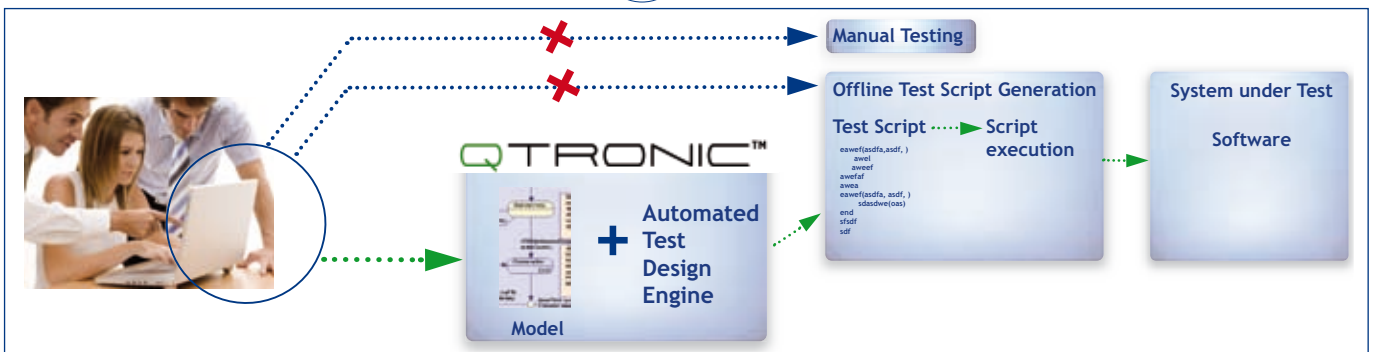 Manual Testing
Offline Test Script Generation
Test Script
Script
execution
eawef(asdfa,asdf, )
awel
aweef
awefaf
awea
eawef(asdfa, asdf, )
sdasdwe(oas)
end
sfsdf
sdf
System under Test
Software
QTRONIC™
+
Automated
Test
Design
Engine
Model